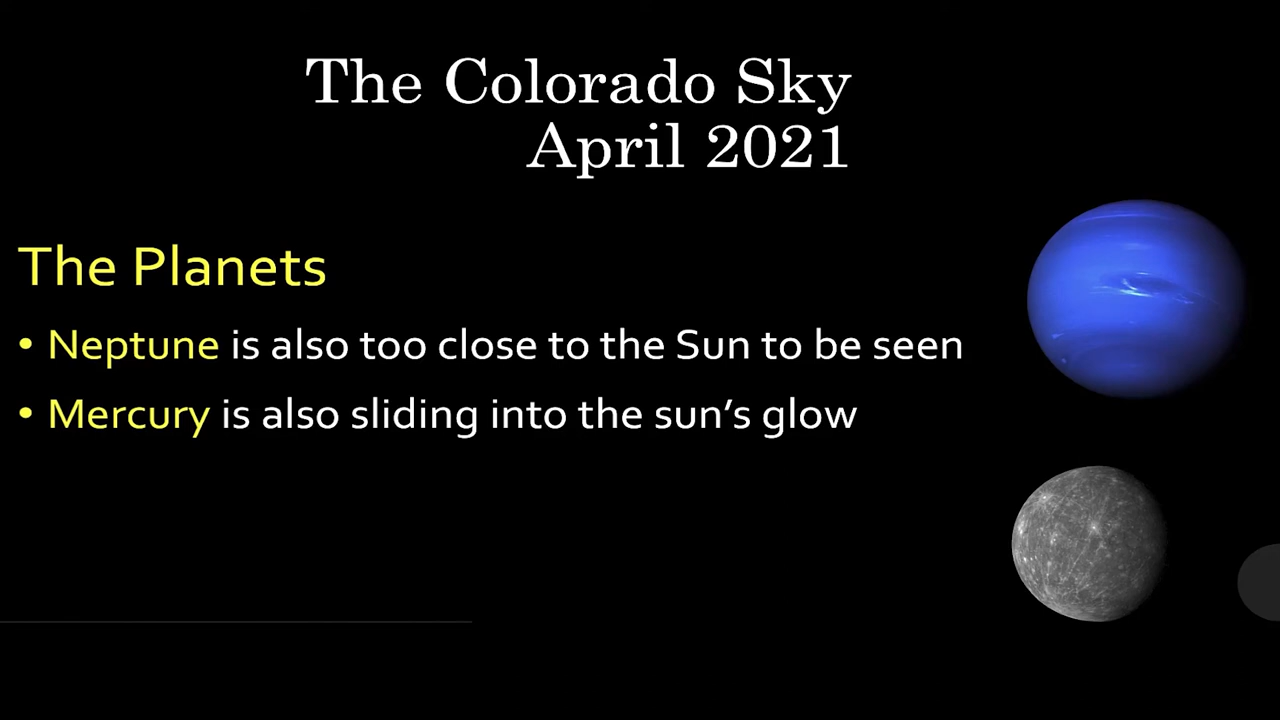 The Colorado Sky
April 2021
The Planets
• Neptune is also too close to the Sun to be seen
• Mercury is also sliding into the sun’s glow